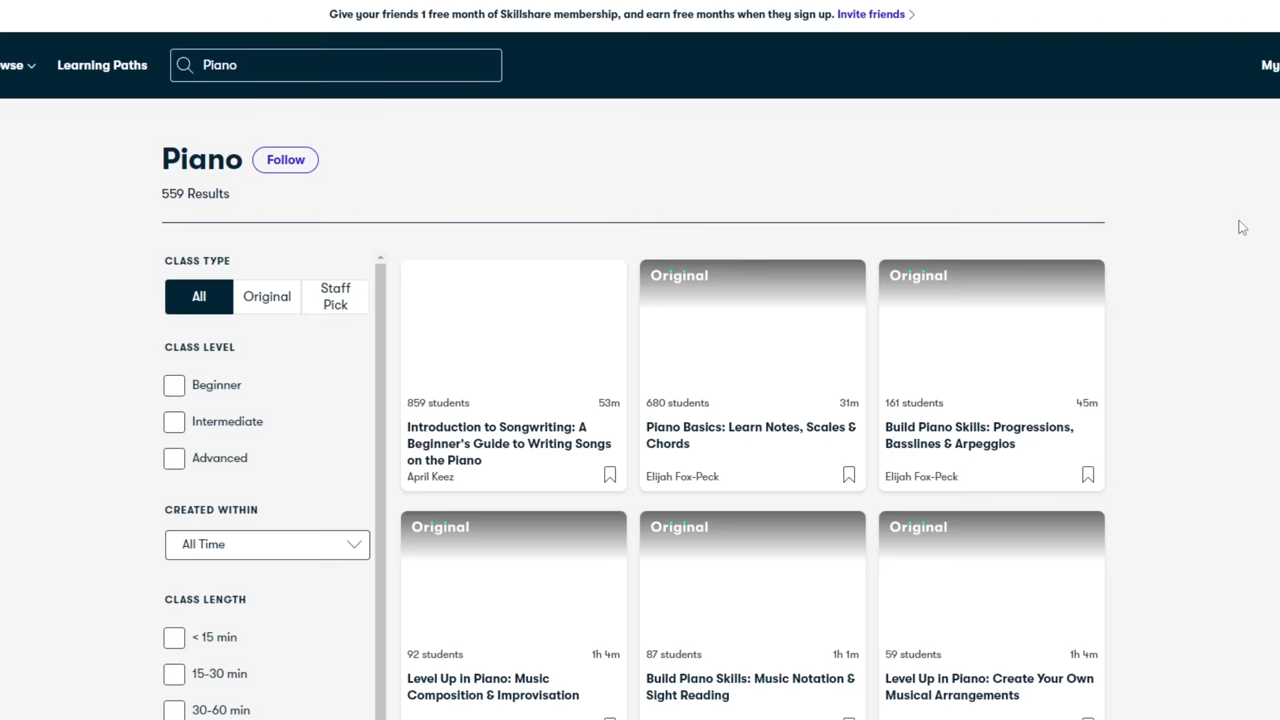 Give your friends 1 free month of Skillshare membership, and earn free months when they sign up. Invite friends
wse
Learning Paths
Piano
My
Piano
Follow
559 Results
CLASS TYPE
All
Original
Staff
Pick
CLASS LEVEL
Beginner
Intermediate
Advanced
CREATED WITHIN
All Time
CLASS LENGTH
< 15 min
15-30 min
30-60 min
859 students
53m
Introduction to Songwriting: A
Beginner's Guide to Writing Songs
on the Piano
April Keez
Original
680 students
31m
Piano Basics: Learn Notes, Scales &
Chords
Elijah Fox-Peck
Original
161 students
45m
Build Piano Skills: Progressions,
Basslines & Arpeggios
Elijah Fox-Peck
Original
92 students
1h 4m
Level Up in Piano: Music
Composition & Improvisation
Original
87 students
1h 1m
Build Piano Skills: Music Notation &
Sight Reading
Original
59 students
1h 4m
Level Up in Piano: Create Your Own
Musical Arrangements